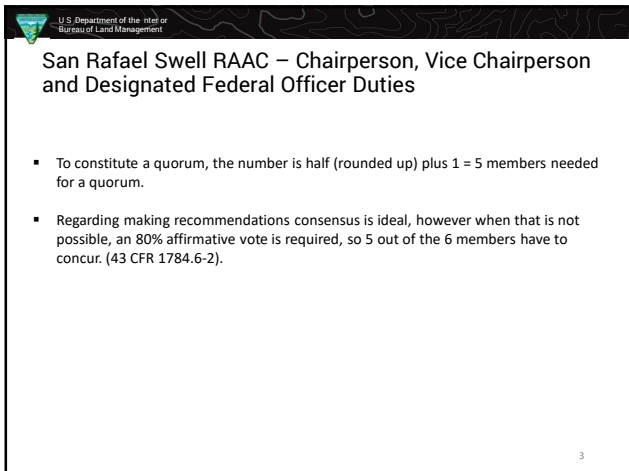 U S Department of the nter or
Bureau of Land Management
San Rafael Swell RAAC – Chairperson, Vice Chairperson
and Designated Federal Officer Duties
▪ To constitute a quorum, the number is half (rounded up) plus 1 = 5 members needed
for a quorum.
▪ Regarding making recommendations consensus is ideal, however when that is not
possible, an 80% affirmative vote is required, so 5 out of the 6 members have to
concur. (43 CFR 1784.6-2).
3